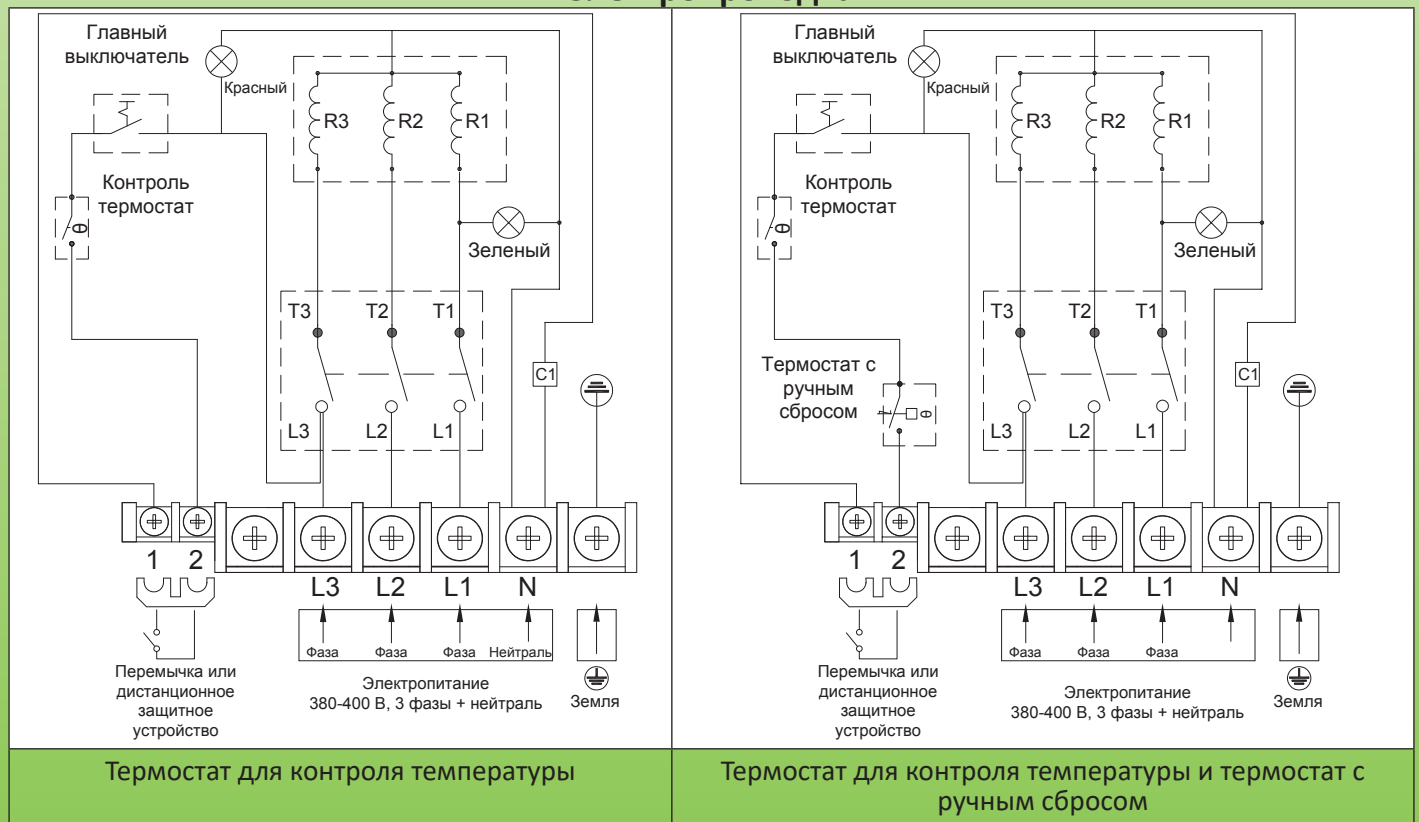 Главный
выключатель
Красный
R3
R2
R1
Контроль
термостат
θ
Зеленый
T3
T2
T1
C1
L3
L2
L1
1
2
L3
L2
L1
N
Фаза
Фаза
Фаза
Нейтраль
Перемычка или
дистанционное
защитное
устройство
Электропитание
380-400 В, 3 фазы + нейтраль
Земля
Термостат для контроля температуры
Главный
выключатель
Красный
R3
R2
R1
Контроль
термостат
θ
Зеленый
T3
T2
T1
Термостат с
ручным
сбросом
θ
C1
L3
L2
L1
1
2
L3
L2
L1
N
Фаза
Фаза
Фаза
Перемычка или
дистанционное
защитное
устройство
Электропитание
380-400 В, 3 фазы + нейтраль
Земля
Термостат для контроля температуры и термостат с
ручным сбросом